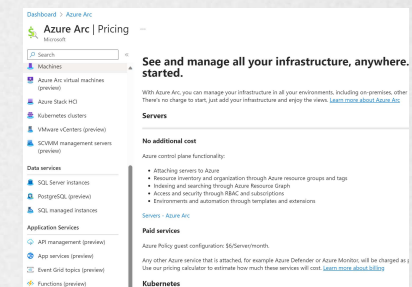 Dashboard > Azure Arc
Azure Arc | Pricing ...
Microsoft
Search
«
Machines
Azure Arc virtual machines
(preview)
Azure Stack HCI
Kubernetes clusters
VMware vCenters (preview)
SCVMM management servers
(preview)
Data services
SQL Server instances
PostgreSQL (preview)
SQL managed instances
Application Services
API management (preview)
App services (preview)
Event Grid topics (preview)
Functions (preview)
See and manage all your infrastructure, anywhere.
started.
With Azure Arc, you can manage your infrastructure in all your environments, including on-premises, other
There's no charge to start, just add your infrastructure and enjoy the views. Learn more about Azure Arc
Servers
No additional cost
Azure control plane functionality:
• Attaching servers to Azure
• Resource inventory and organization through Azure resource groups and tags
• Indexing and searching through Azure Resource Graph
• Access and security through RBAC and subscriptions
• Environments and automation through templates and extensions
Servers - Azure Arc
Paid services
Azure Policy guest configuration: $6/Server/month.
Any other Azure service that is attached, for example Azure Defender or Azure Monitor, will be charged as
Use our pricing calculator to estimate how much these services will cost. Learn more about billing
Kubernetes